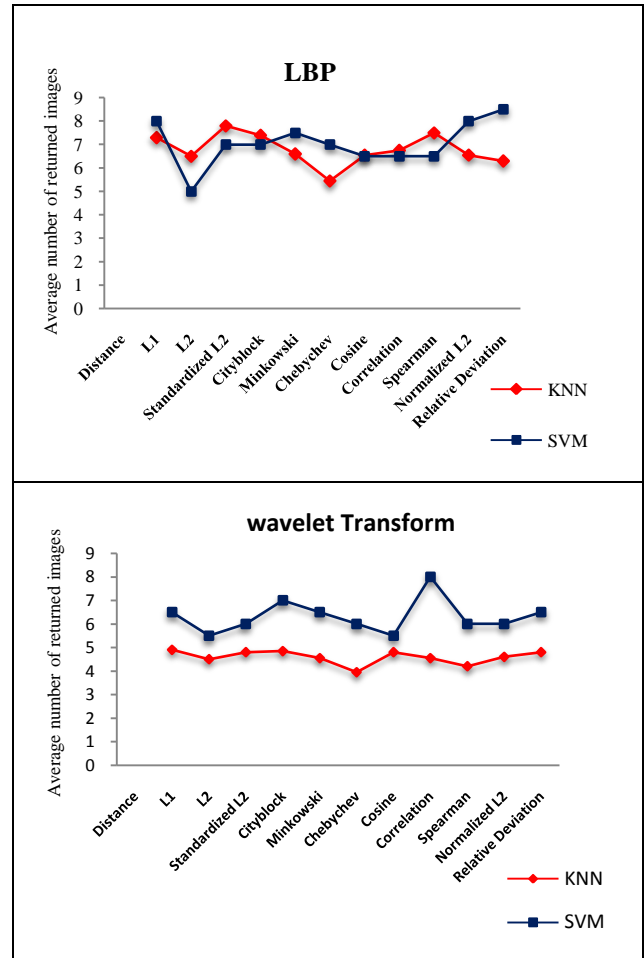 LBP
Average number of returned images
9
8
7
6
5
4
3
2
1
0
Distance
L1
L2
Standardized L2
Cityblock
Minkowski
Chebychev
Cosine
Correlation
Spearman
Normalized L2
Relative Deviation
KNN
SVM
wavelet Transform
Average number of returned images
9
8
7
6
5
4
3
2
1
0
Distance
L1
L2
Standardized L2
Cityblock
Minkowski
Chebychev
Cosine
Correlation
Spearman
Normalized L2
Relative Deviation
KNN
SVM